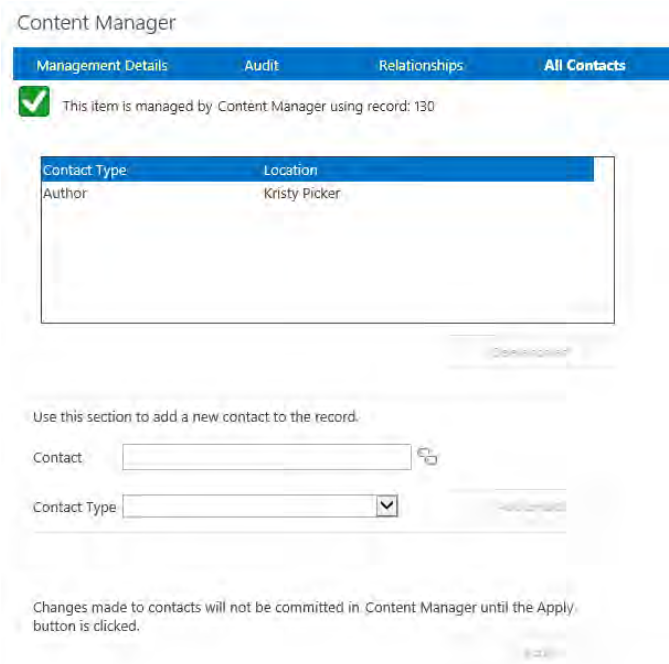 Content Manager
Management Details Audit Relationships All Contacts
This item is managed by Content Manager using record: 130
Contact Type Location
Author Kristy Picker
Use this section to add a new contact to the record.
Contact
Contact Type
Changes made to contacts will not be committed in Content Manager until the Apply
button is clicked.